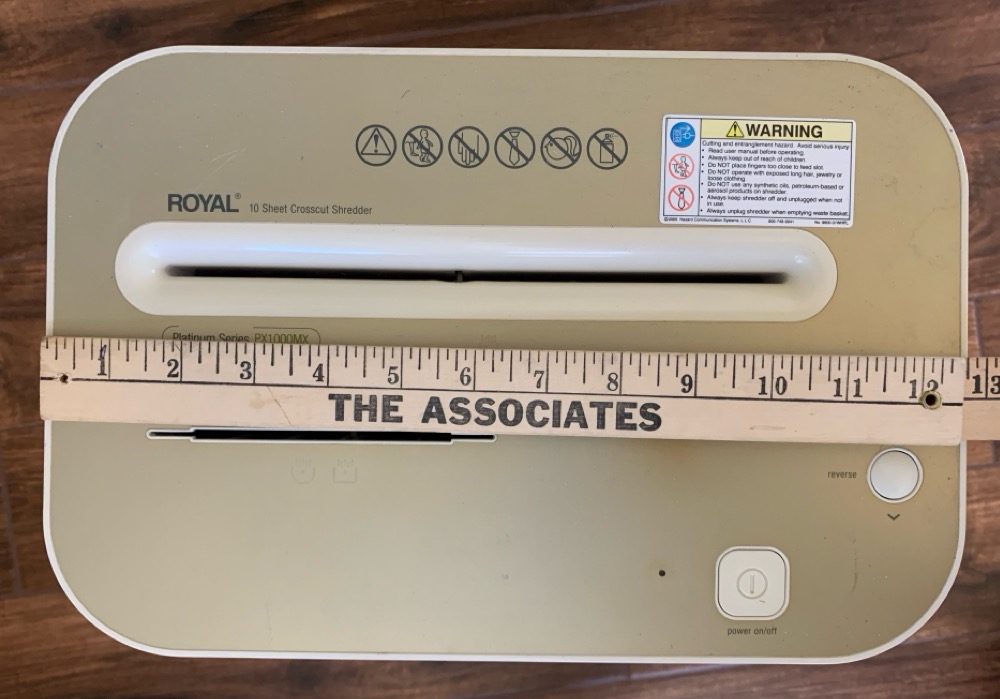 WARNING
Cutting and entanglement hazard. Avoid serious injury
• Read user manual before operating.
• Always keep out of reach of children.
• Do NOT place fingers too close to feed slot.
• Do NOT operate with exposed long hair, jewelry or
loose clothing.
• Do NOT use any synthetic oils, petroleum-based or
aerosol products on shredder.
• Always keep shredder off and unplugged when not
in use.
• Always unplug shredder when emptying waste basket.
Hazard Communication Systems, L.L.C.
ROYAL® 10 Sheet Crosscut Shredder
Platinum Series PX1000MX
1 2 3 4 5 6 7 8 9 10 11 12 13
THE ASSOCIATES
reverse
power on/off